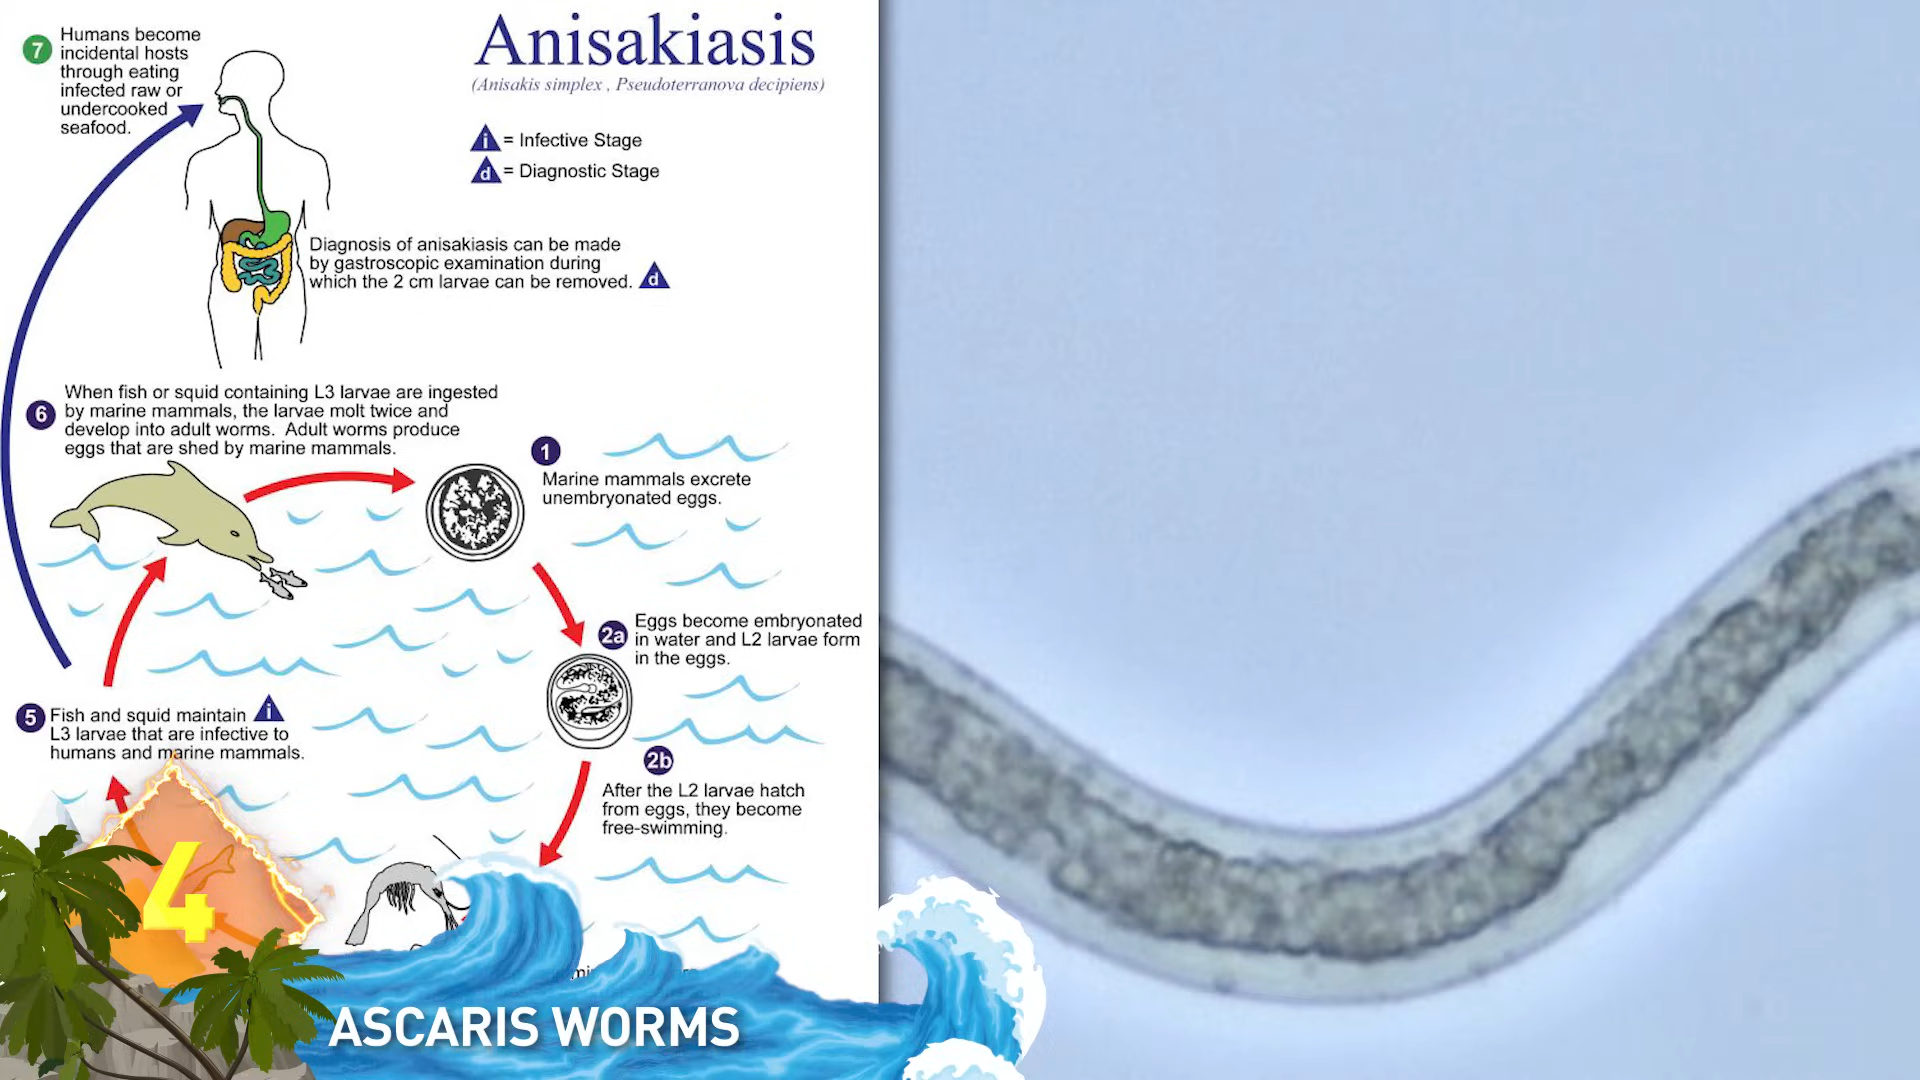 Anisakiasis
(Anisakis simplex , Pseudoterranova decipiens)
i = Infective Stage
d = Diagnostic Stage
7
Humans become
incidental hosts
through eating
infected raw or
undercooked
seafood.
Diagnosis of anisakiasis can be made
by gastroscopic examination during
which the 2 cm larvae can be removed. d
6
When fish or squid containing L3 larvae are ingested
by marine mammals, the larvae molt twice and
develop into adult worms. Adult worms produce
eggs that are shed by marine mammals.
1
Marine mammals excrete
unembryonated eggs.
2a
Eggs become embryonated
in water and L2 larvae form
in the eggs.
5 Fish and squid maintain i
L3 larvae that are infective to
humans and marine mammals.
2b
After the L2 larvae hatch
from eggs, they become
free-swimming.
4
ASCARIS WORMS